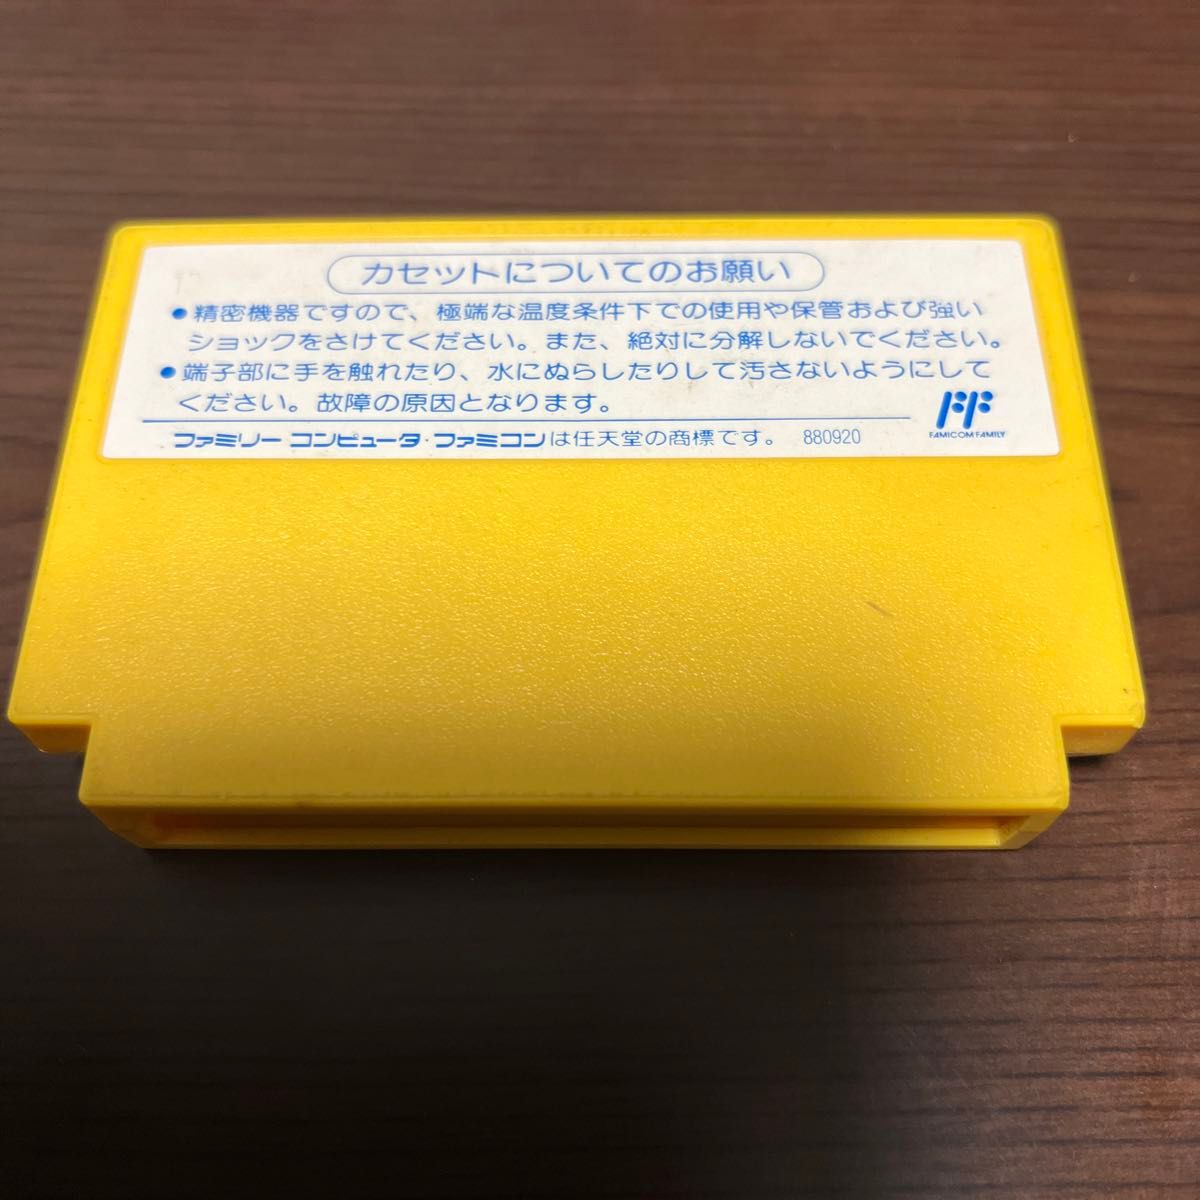 カセットについてのお願い
●精密機器ですので、極端な温度条件下での使用や保管および強い
ショックをさけてください。また、絶対に分解しないでください。
●端子部に手を触れたり、水にぬらしたりして汚さないようにして
ください。故障の原因となります。
FF
FAMICOM FAMILY
ファミリー コンピュータ・ファミコンは任天堂の商標です。 880920